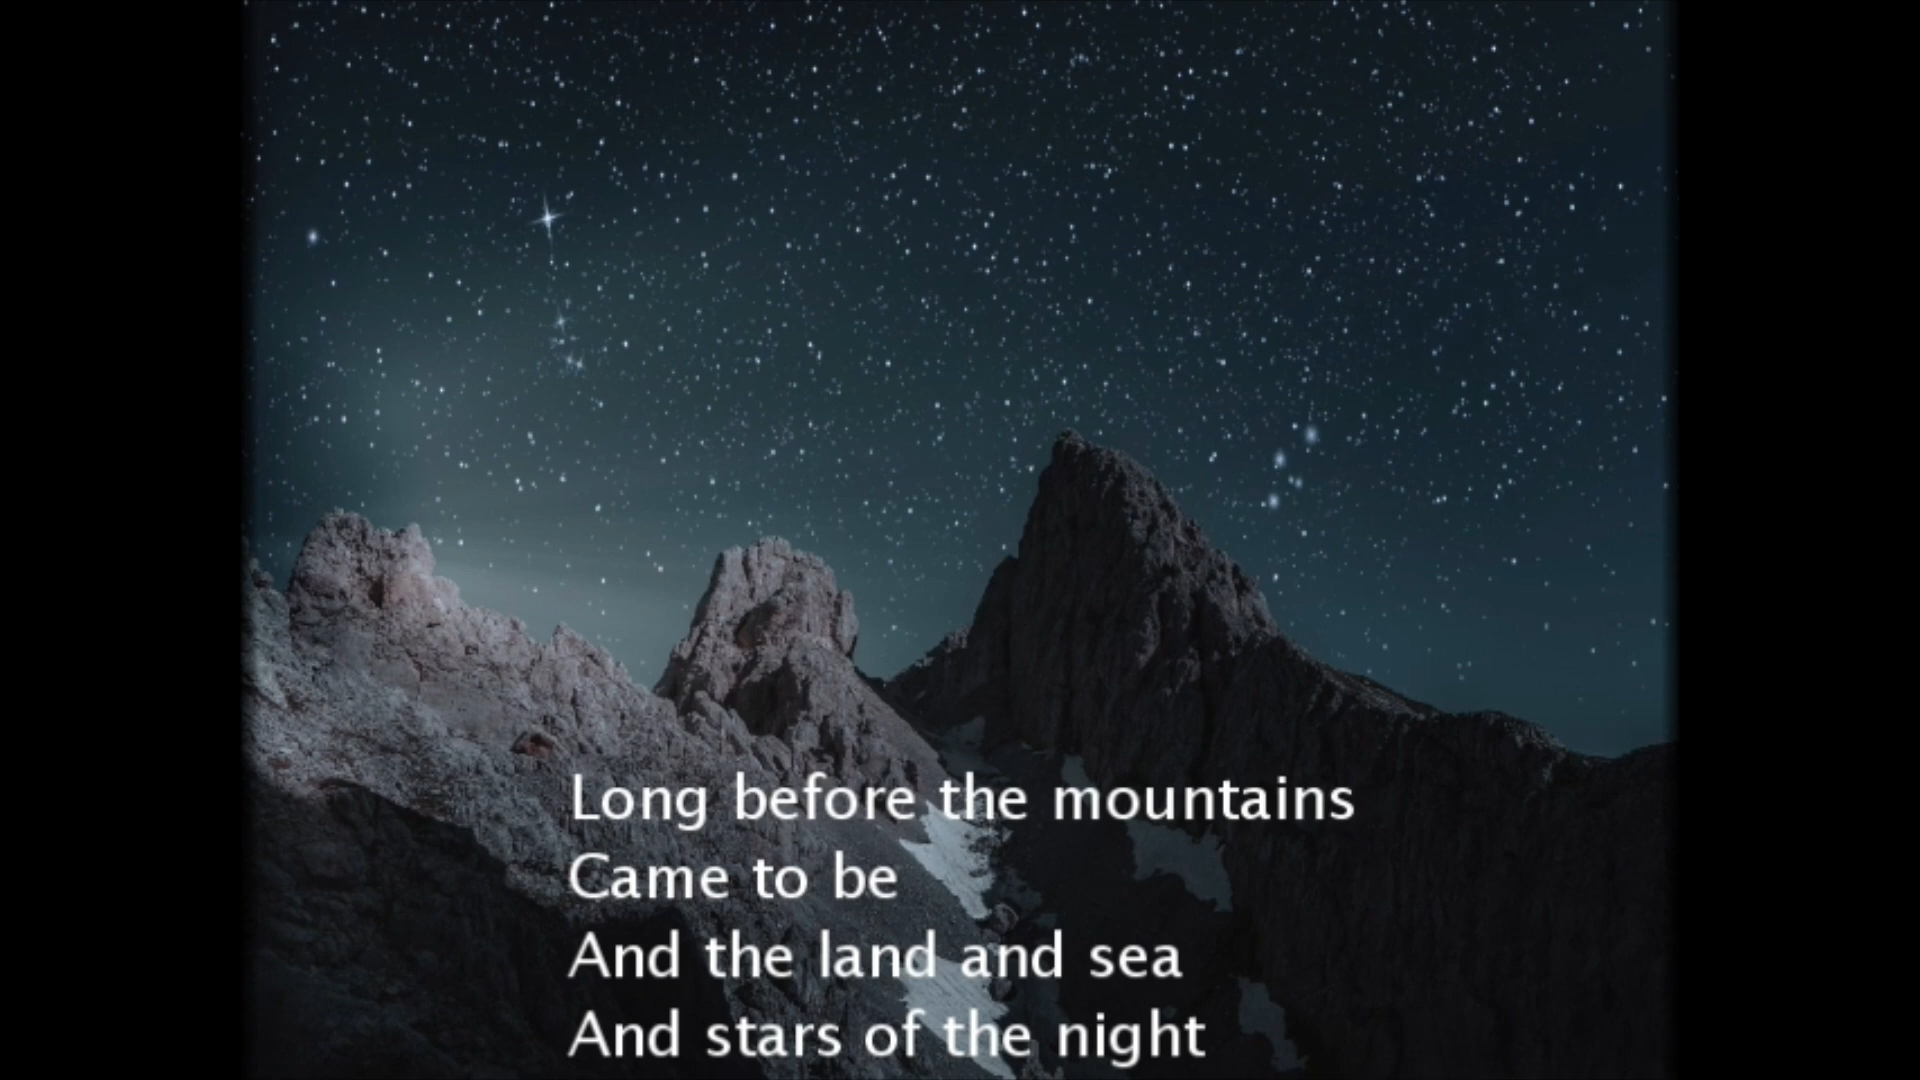 Long before the mountains
Came to be
And the land and sea
And stars of the night